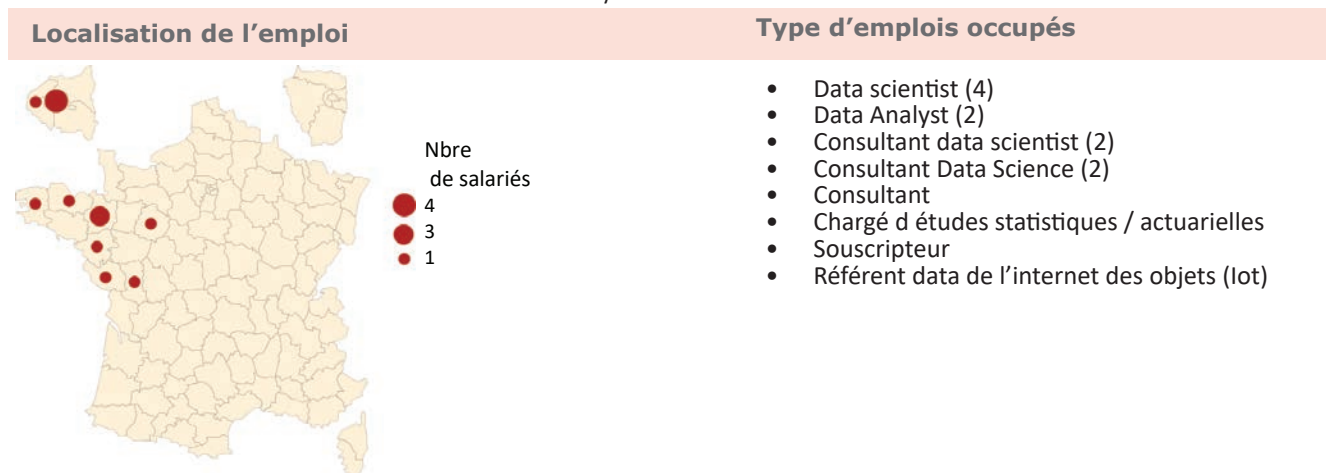 Localisation de l’emploi
Type d’emplois occupés
Nbre
de salariés
4
3
1
• Data scientist (4)
• Data Analyst (2)
• Consultant data scientist (2)
• Consultant Data Science (2)
• Consultant
• Chargé d études statistiques / actuarielles
• Souscripteur
• Référent data de l’internet des objets (Iot)